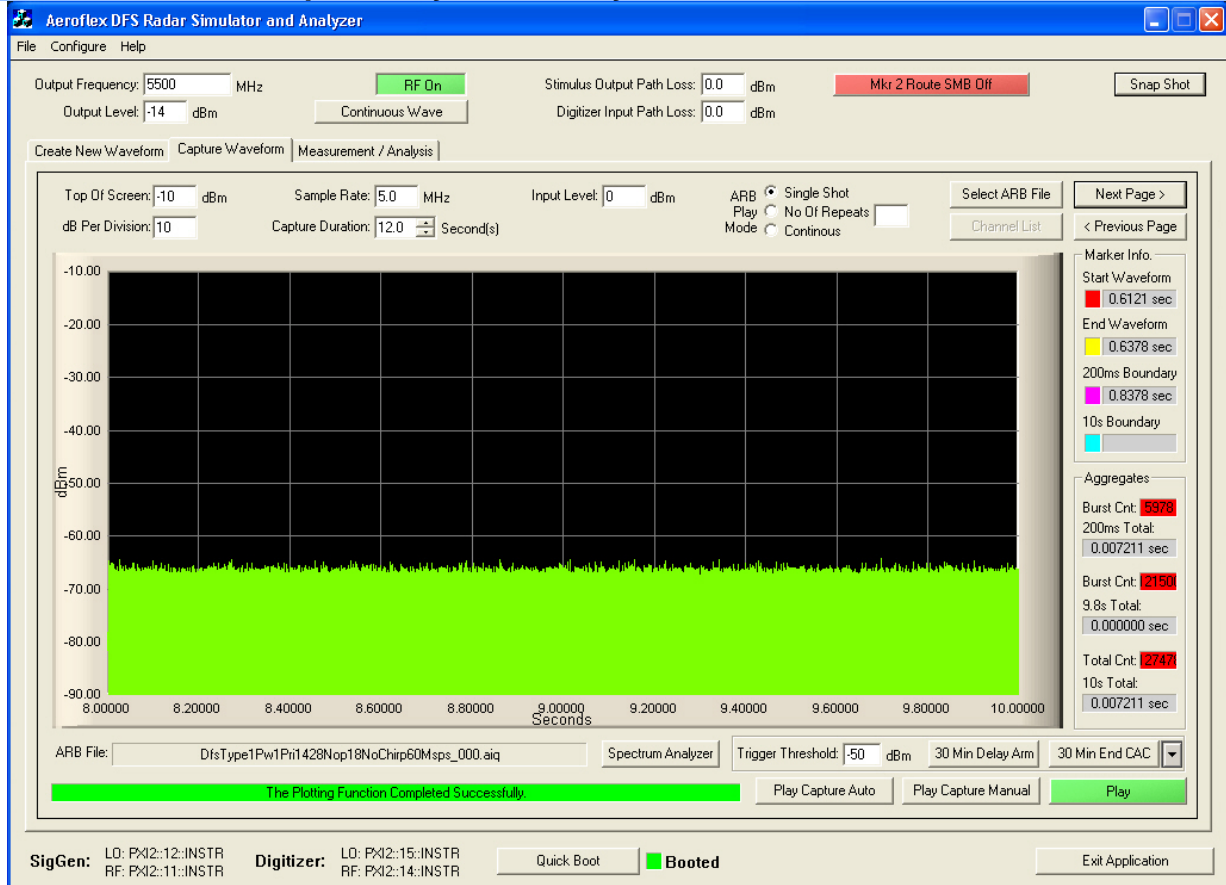 Aeroflex DFS Radar Simulator and Analyzer
File Configure Help
Output Frequency: 5500 MHz
RF On
Stimulus Output Path Loss: 0.0 dBm
Mkr 2 Route SMB Off
Snap Shot
Output Level: -14 dBm
Continuous Wave
Digitizer Input Path Loss: 0.0 dBm
Create New Waveform
Capture Waveform
Measurement / Analysis
Top Of Screen: -10 dBm
Sample Rate: 5.0 MHz
Input Level: 0 dBm
ARB Play Mode
Single Shot
No Of Repeats
Continous
Select ARB File
Next Page >
dB Per Division: 10
Capture Duration: 12.0 Second(s)
Channel List
< Previous Page
-10.00
-20.00
-30.00
-40.00
-50.00
-60.00
-70.00
-80.00
-90.00
dBm
8.00000 8.20000 8.40000 8.60000 8.80000 9.00000 9.20000 9.40000 9.60000 9.80000 10.00000
Seconds
Marker Info.
Start Waveform
0.6121 sec
End Waveform
0.6378 sec
200ms Boundary
0.8378 sec
10s Boundary
Aggregates
Burst Cnt: 5978
200ms Total:
0.007211 sec
Burst Cnt:
9.8s Total:
0.000000 sec
Total Cnt:
10s Total:
0.007211 sec
ARB File: DfsType1Pw1Pri1428Nop18NoChirp60Msps_000.aiq
Spectrum Analyzer
Trigger Threshold: -50 dBm
30 Min Delay Arm
30 Min End CAC
The Plotting Function Completed Successfully.
Play Capture Auto
Play Capture Manual
Play
SigGen: LO: PXI2::12::INSTR
RF: PXI2::11::INSTR
Digitizer: LO: PXI2::15::INSTR
RF: PXI2::14::INSTR
Quick Boot
Booted
Exit Application